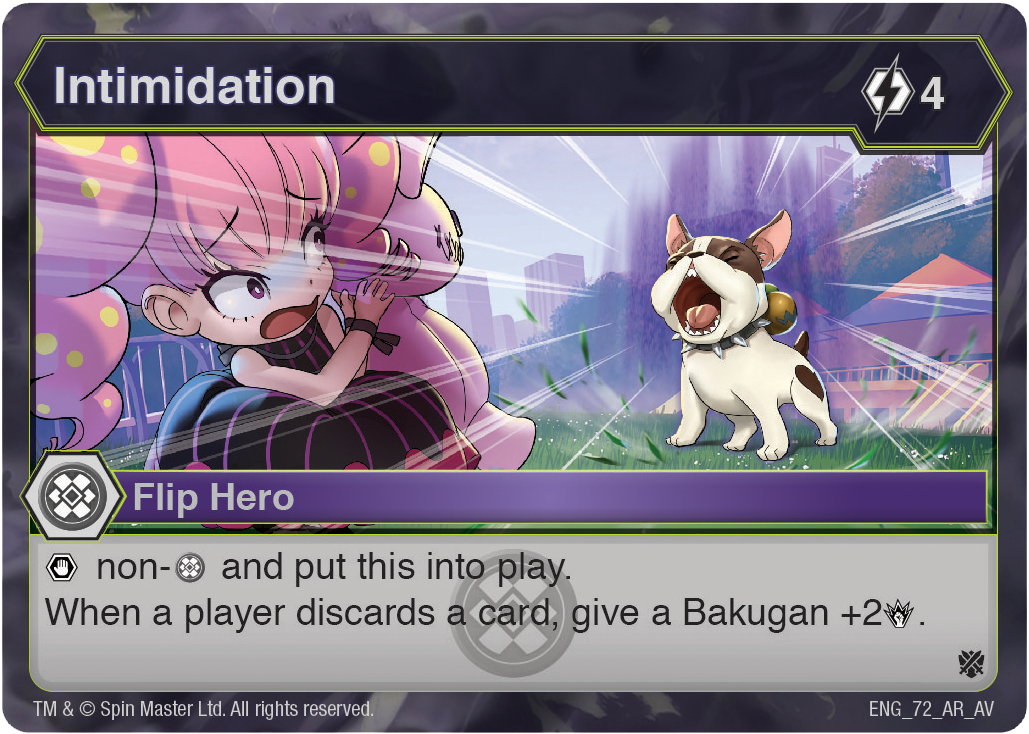 Intimidation
4
Flip Hero
non- and put this into play.
When a player discards a card, give a Bakugan +2.
TM & © Spin Master Ltd. All rights reserved.
ENG_72_AR_AV